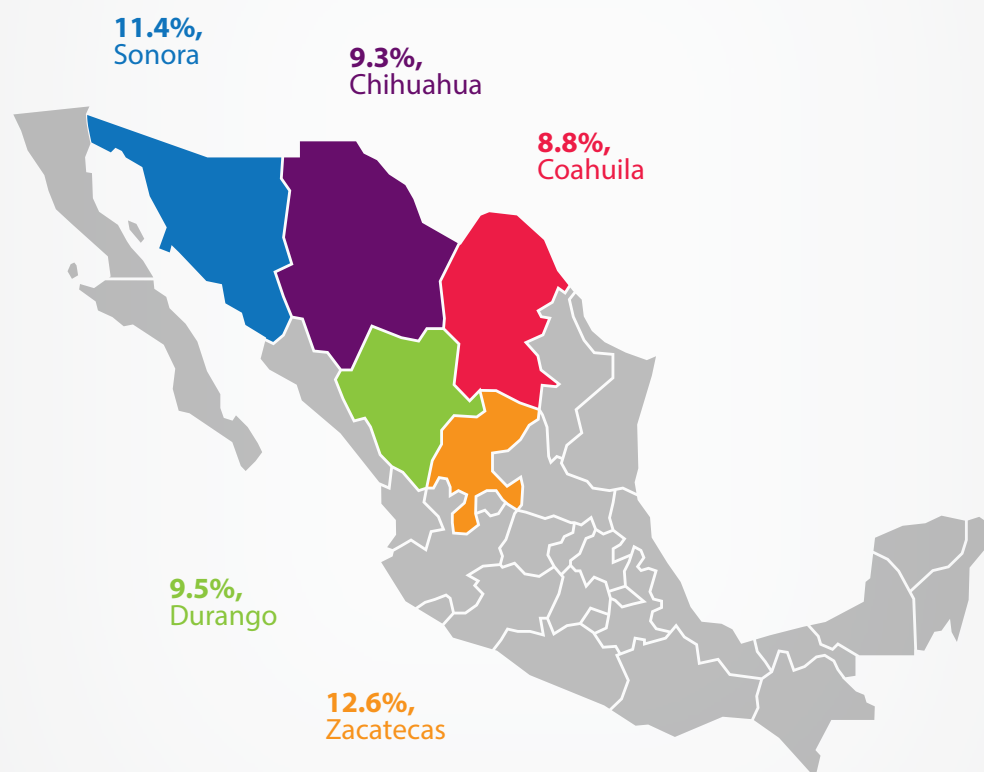 11.4%,
Sonora
9.3%,
Chihuahua
8.8%,
Coahuila
9.5%,
Durango
12.6%,
Zacatecas